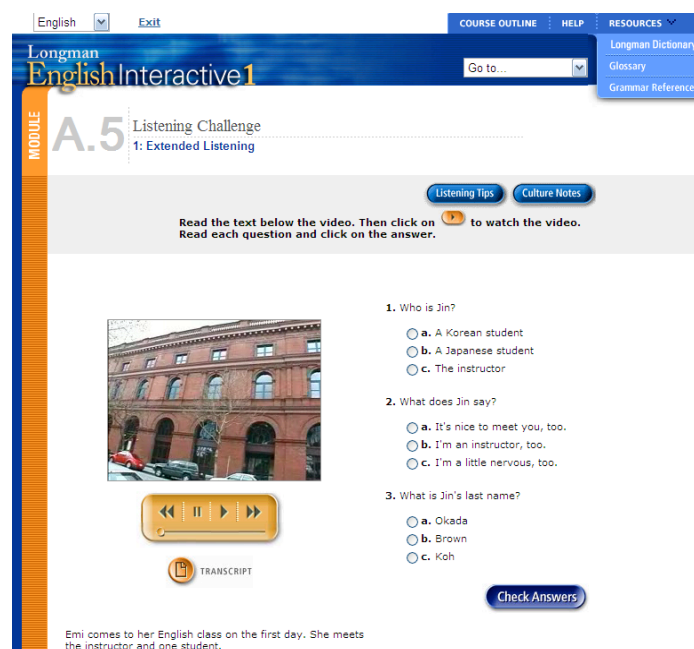 English Exit COURSE OUTLINE HELP RESOURCES
Longman Dictionary
Glossary
Grammar Reference
Longman
English Interactive 1
Go to...
MODULE
A.5
Listening Challenge
1: Extended Listening
Listening Tips Culture Notes
Read the text below the video. Then click on to watch the video.
Read each question and click on the answer.
1. Who is Jin?
a. A Korean student
b. A Japanese student
c. The instructor
2. What does Jin say?
a. It's nice to meet you, too.
b. I'm an instructor, too.
c. I'm a little nervous, too.
3. What is Jin's last name?
a. Okada
b. Brown
c. Koh
TRANSCRIPT
Check Answers
Emi comes to her English class on the first day. She meets
the instructor and one student.